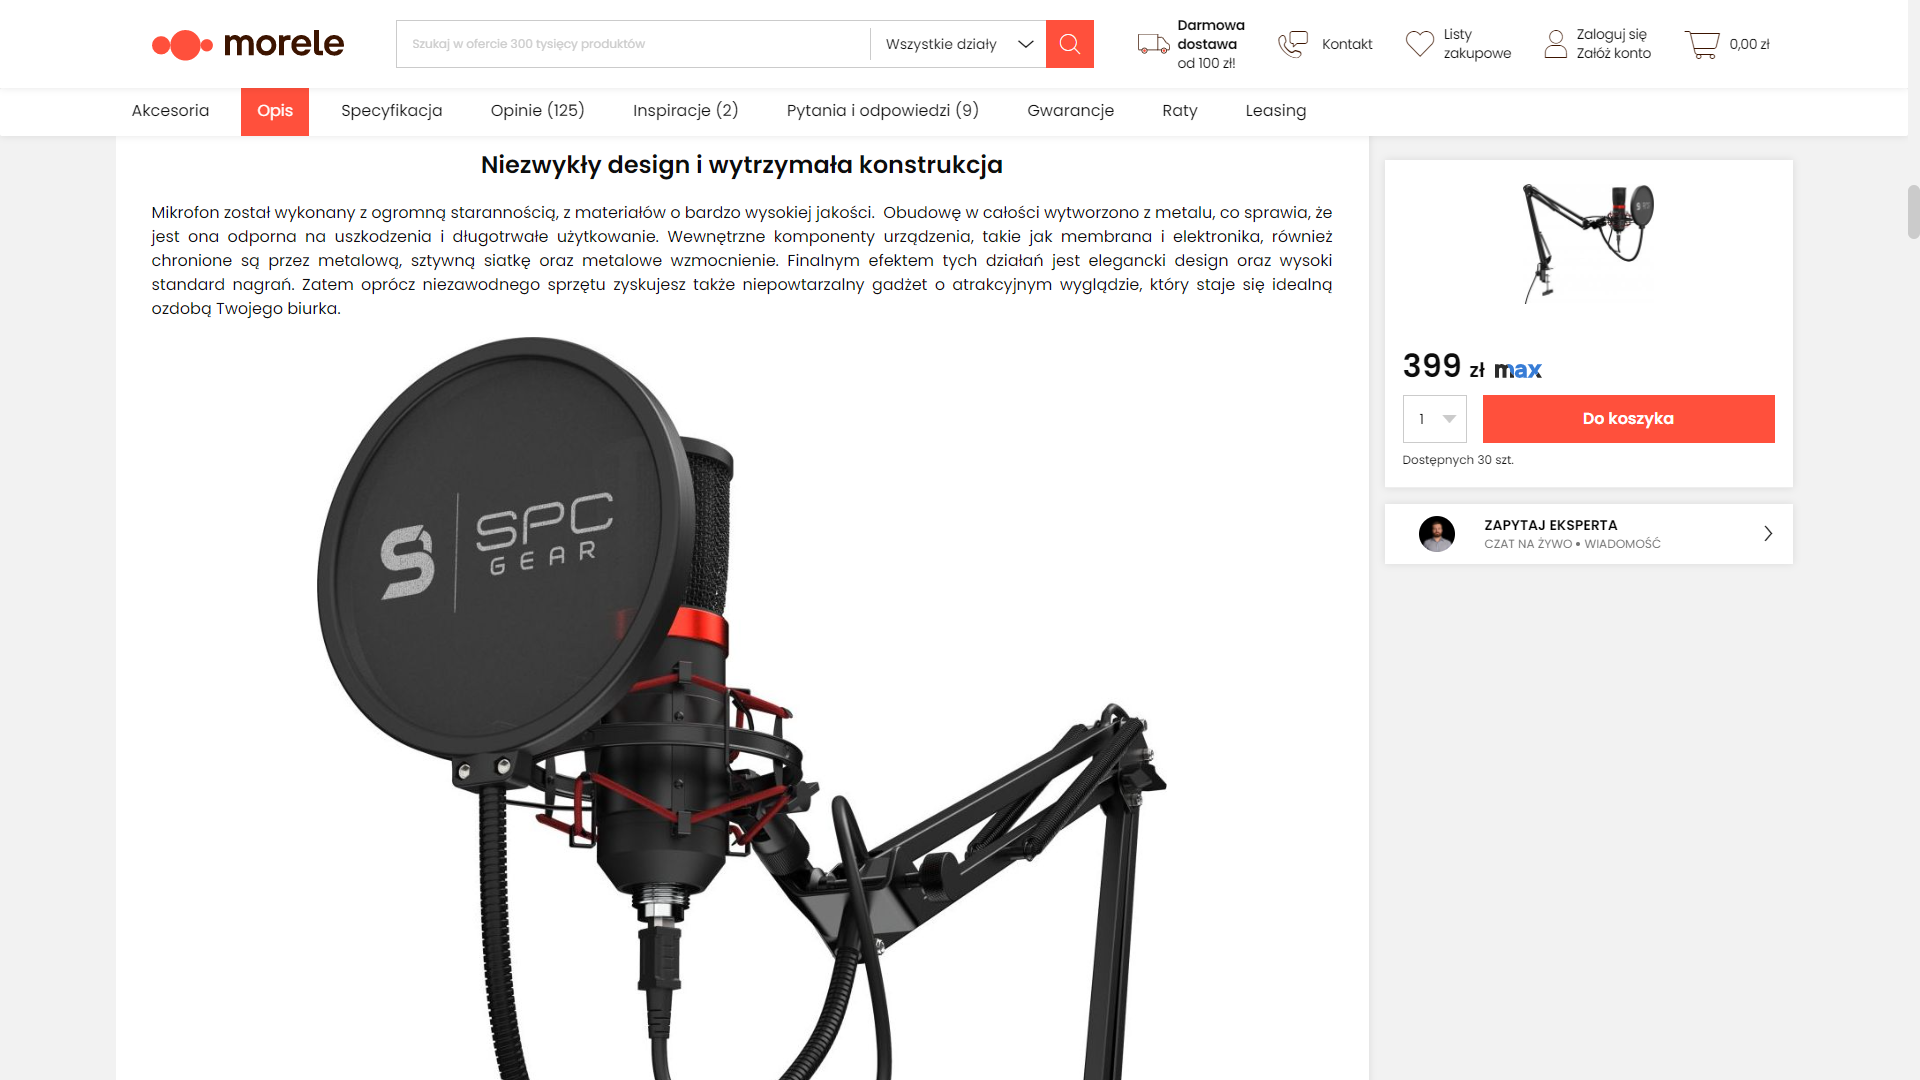 morele
Szukaj w ofercie 300 tysięcy produktów
Wszystkie działy
Darmowa
dostawa
od 100 zł!
Kontakt
Listy
zakupowe
Zaloguj się
Załóż konto
0,00 zł
Akcesoria
Opis
Specyfikacja
Opinie (125)
Inspiracje (2)
Pytania i odpowiedzi (9)
Gwarancje
Raty
Leasing
Niezwykły design i wytrzymała konstrukcja
Mikrofon został wykonany z ogromną starannością, z materiałów o bardzo wysokiej jakości.  Obudowę w całości wytworzono z metalu, co sprawia, że
jest ona odporna na uszkodzenia i długotrwałe użytkowanie. Wewnętrzne komponenty urządzenia, takie jak membrana i elektronika, również
chronione są przez metalową, sztywną siatkę oraz metalowe wzmocnienie. Finalnym efektem tych działań jest elegancki design oraz wysoki
standard nagrań. Zatem oprócz niezawodnego sprzętu zyskujesz także niepowtarzalny gadżet o atrakcyjnym wyglądzie, który staje się idealną
ozdobą Twojego biurka.
SPC
GEAR
399 zł max
1
Do koszyka
Dostępnych 30 szt.
ZAPYTAJ EKSPERTA
CZAT NA ŻYWO • WIADOMOŚĆ